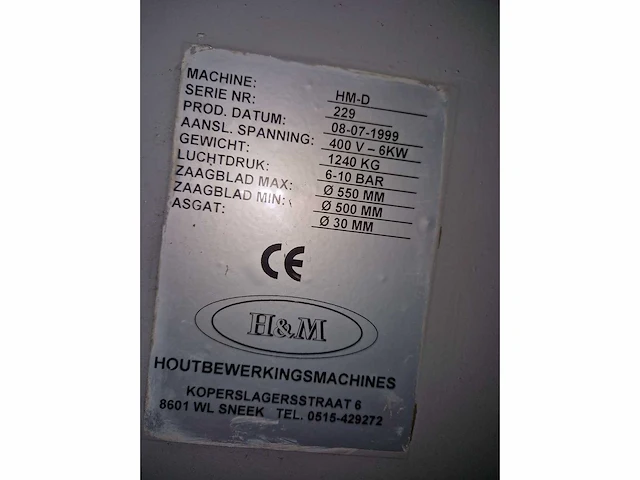 MACHINE: HM-D
SERIE NR: 229
PROD. DATUM: 08-07-1999
AANSL. SPANNING: 400 V – 6KW
GEWICHT: 1240 KG
LUCHTDRUK: 6-10 BAR
ZAAGBLAD MAX: Ø 550 MM
ZAAGBLAD MIN: Ø 500 MM
ASGAT: Ø 30 MM
CE
H&M
HOUTBEWERKINGSMACHINES
KOPERSLAGERSSTRAAT 6
8601 WL SNEEK TEL. 0515-429272